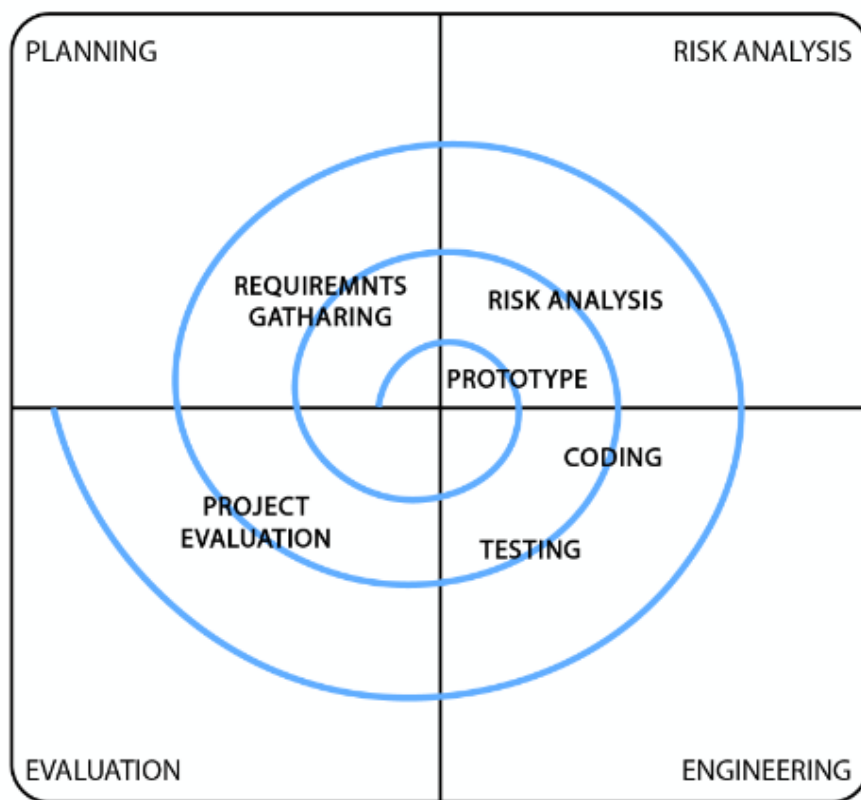 PLANNING
RISK ANALYSIS
REQUIREMNTS
GATHARING
RISK ANALYSIS
PROTOTYPE
CODING
PROJECT
EVALUATION
TESTING
EVALUATION
ENGINEERING